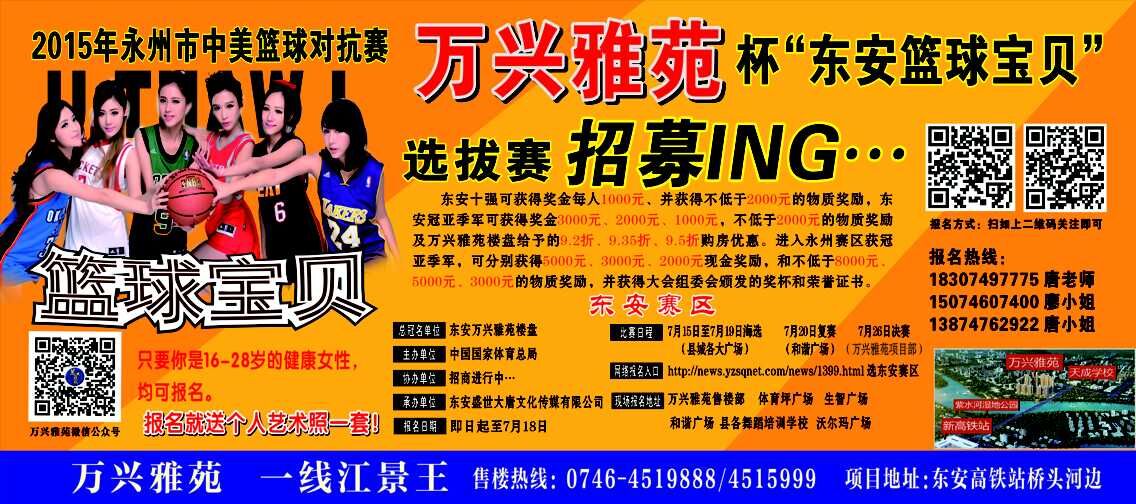 2015年永州市中美篮球对抗赛
万兴雅苑 杯“东安篮球宝贝”
选拔赛 招募ING…
东安十强可获得奖金每人1000元、并获得不低于2000元的物质奖励，东
安冠亚季军可获得奖金3000元、2000元、1000元，不低于2000元的物质奖励
及万兴雅苑楼盘给予的9.2折、9.35折、9.5折购房优惠。进入永州赛区获冠
亚季军，可分别获得5000元、3000元、2000元现金奖励，和不低于8000元、
5000元、3000元的物质奖励，并获得大会组委会颁发的奖杯和荣誉证书。
东安赛区
总冠名单位 东安万兴雅苑楼盘
主办单位 中国国家体育总局
协办单位 招商进行中…
承办单位 东安盛世大唐文化传媒有限公司
报名日期 即日起至7月18日
比赛日程 7月15日至7月19日海选 7月20日复赛 7月26日决赛
（县城各大广场） （和谐广场） （万兴雅苑项目部）
网络报名入口 http://news.yzsqnet.com/news/1399.html 选东安赛区
现场报名地址 万兴雅苑售楼部 体育坪广场 生智广场
和谐广场 县各舞蹈培训学校 沃尔玛广场
报名方式：扫如上二维码关注即可
报名热线：
18307497775 唐老师
15074607400 廖小姐
13874762922 唐小姐
万兴雅苑
天成学校
紫水河湿地公园
新高铁站
篮球宝贝
ROCKETS
9
6
LAKERS
24
万兴雅苑微信公众号
只要你是16-28岁的健康女性，
均可报名。
报名就送个人艺术照一套！
万兴雅苑 一线江景王 售楼热线：0746-4519888/4515999 项目地址：东安高铁站桥头河边